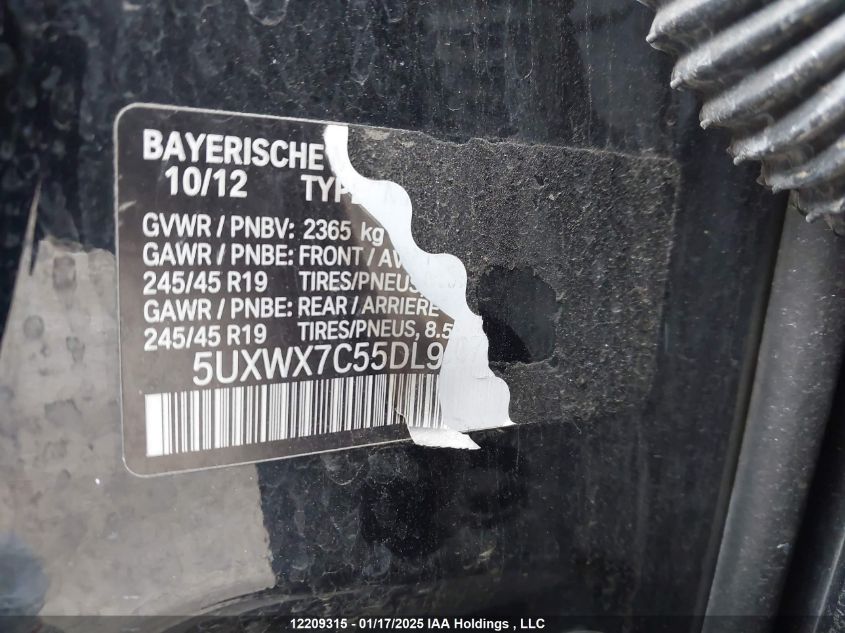 BAYERISCHE
10/12 TYPE
GVWR / PNBV: 2365 kg
GAWR / PNBE: FRONT / AV
245/45 R19 TIRES/PNEUS
GAWR / PNBE: REAR / ARRIERE
245/45 R19 TIRES/PNEUS, 8.5
5UXWX7C55DL9
12209315 - 01/17/2025 IAA Holdings , LLC